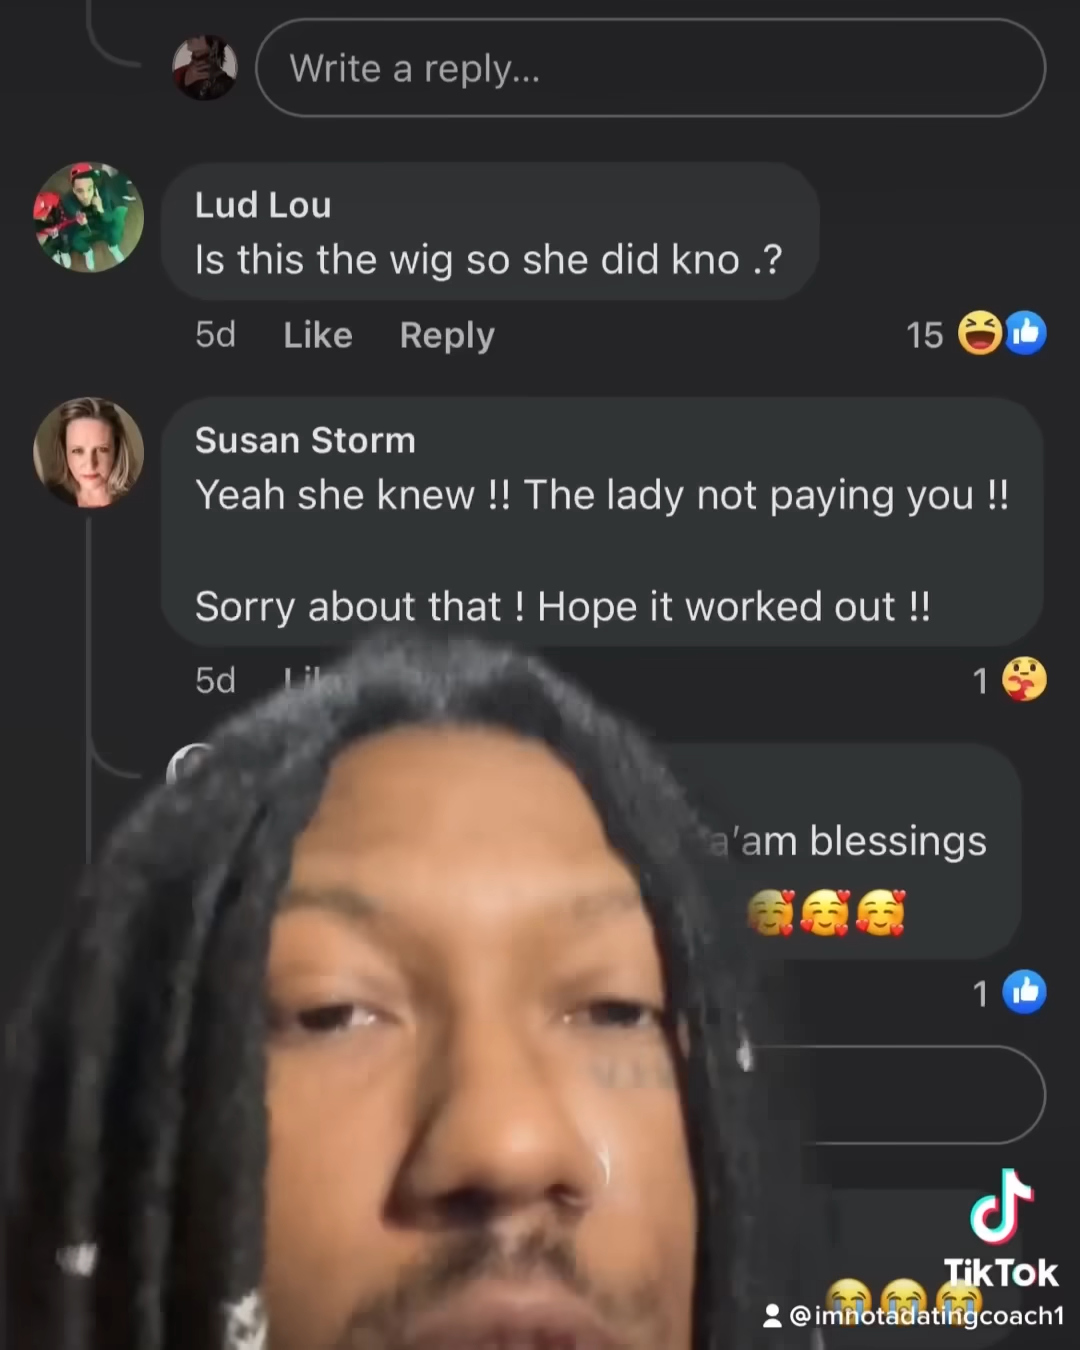 Write a reply...
Lud Lou
Is this the wig so she did kno .?
5d Like Reply 15
Susan Storm
Yeah she knew !! The lady not paying you !!
Sorry about that ! Hope it worked out !!
5d Like 1
a'am blessings
1
TikTok
@imnotadatingcoach1